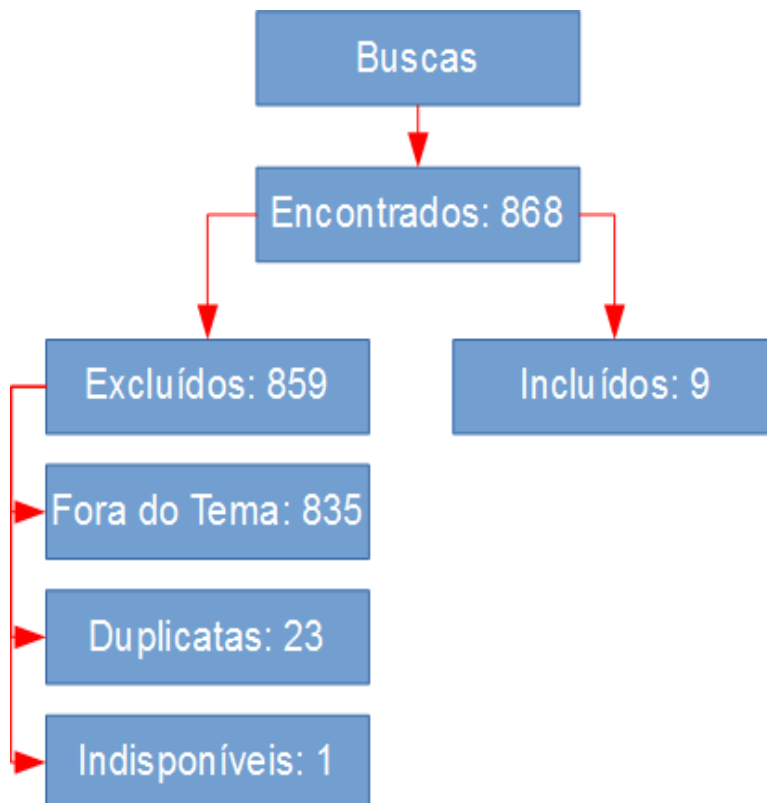 Buscas
Encontrados: 868
Excluídos: 859
Incluídos: 9
Fora do Tema: 835
Duplicatas: 23
Indisponíveis: 1